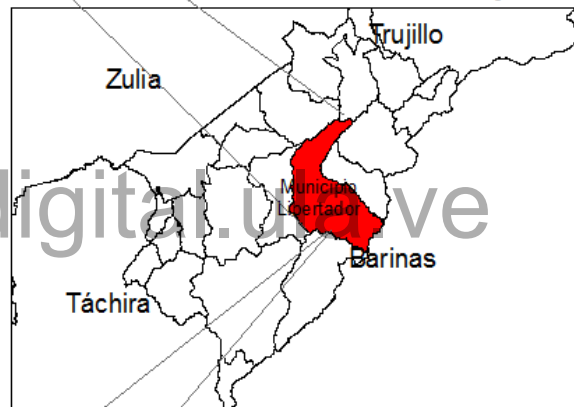 Trujillo
Zulia
Municipio
Libertador
digital.ula.ve
Barinas
Táchira